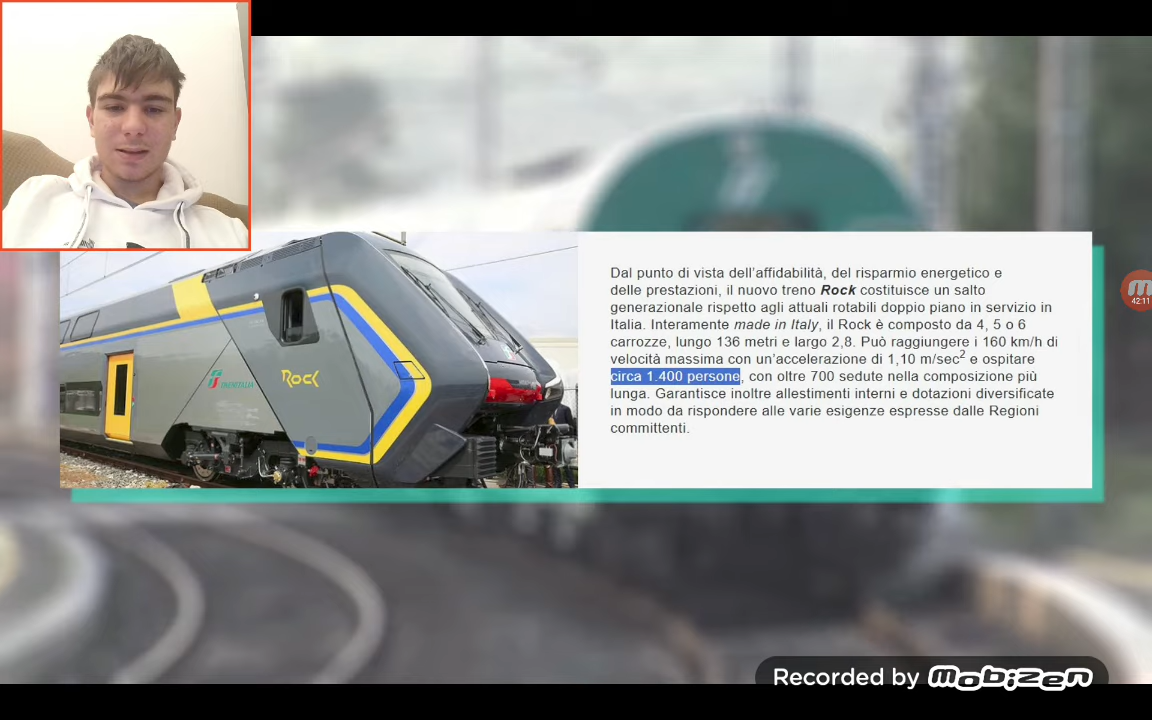 Dal punto di vista dell'affidabilità, del risparmio energetico e
delle prestazioni, il nuovo treno Rock costituisce un salto
generazionale rispetto agli attuali rotabili doppio piano in servizio in
Italia. Interamente made in Italy, il Rock è composto da 4, 5 o 6
carrozze, lungo 136 metri e largo 2,8. Può raggiungere i 160 km/h di
velocità massima con un'accelerazione di 1,10 m/sec² e ospitare
circa 1.400 persone, con oltre 700 sedute nella composizione più
lunga. Garantisce inoltre allestimenti interni e dotazioni diversificate
in modo da rispondere alle varie esigenze espresse dalle Regioni
committenti.
TRENITALIA
Rock
42:11
Recorded by mobizen